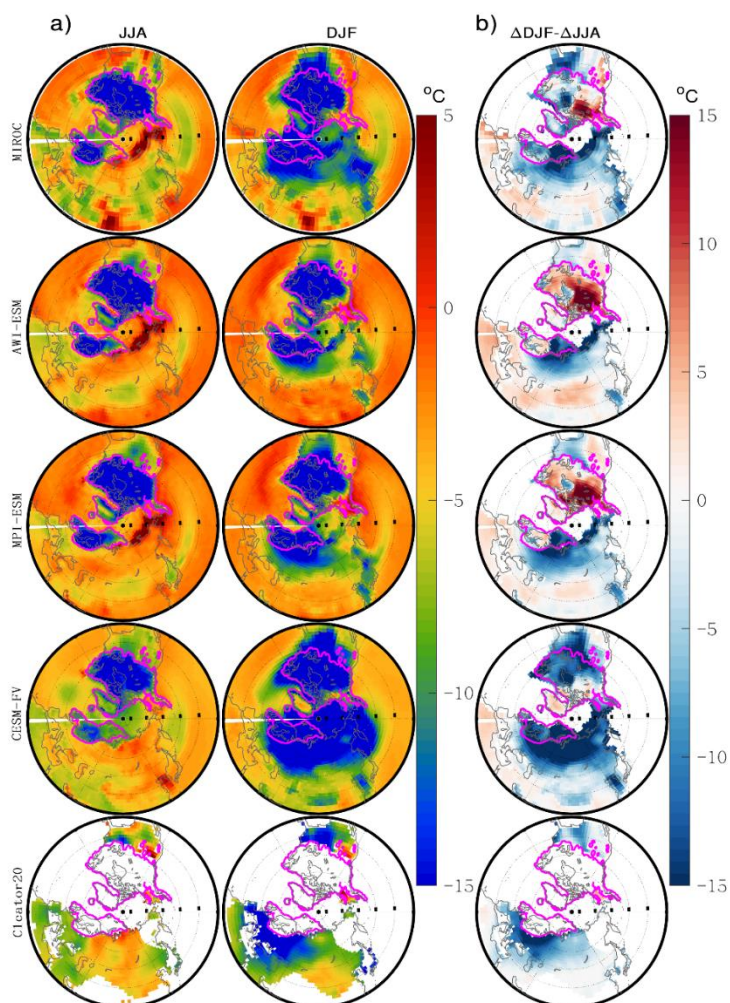 a)
b)
JJA
DJF
ΔDJF-ΔJJA
°C
°C
5
0
-5
-10
-15
15
10
5
0
-5
-10
-15
MIROC
AWI-ESM
MPI-ESM
CESM-FV
Cleator20